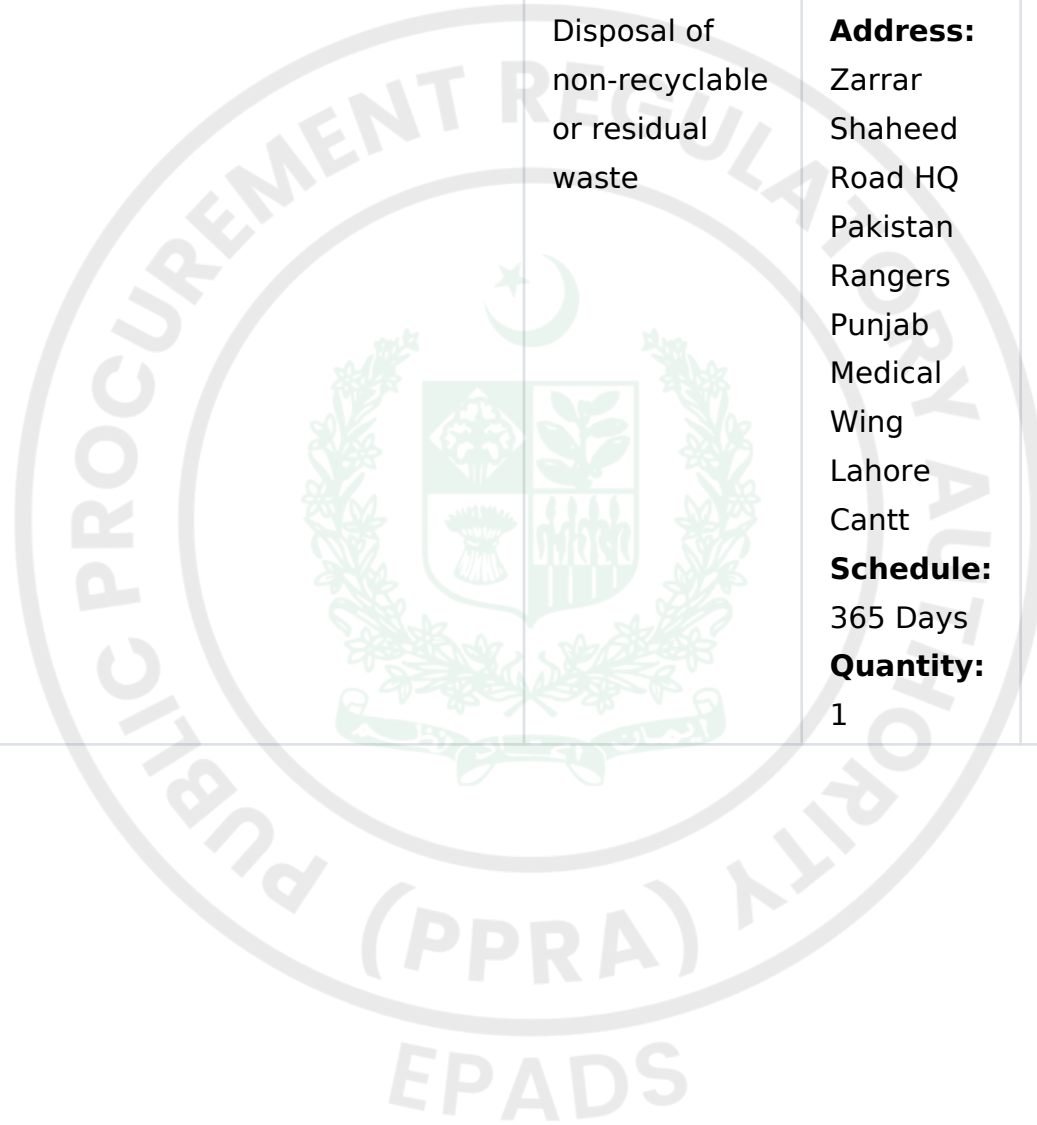 Disposal of
non-recyclable
or residual
waste
Address:
Zarrar
Shaheed
Road HQ
Pakistan
Rangers
Punjab
Medical
Wing
Lahore
Cantt
Schedule:
365 Days
Quantity:
1
PUBLIC PROCUREMENT REGULATORY AUTHORITY
(PPRA)
EPADS